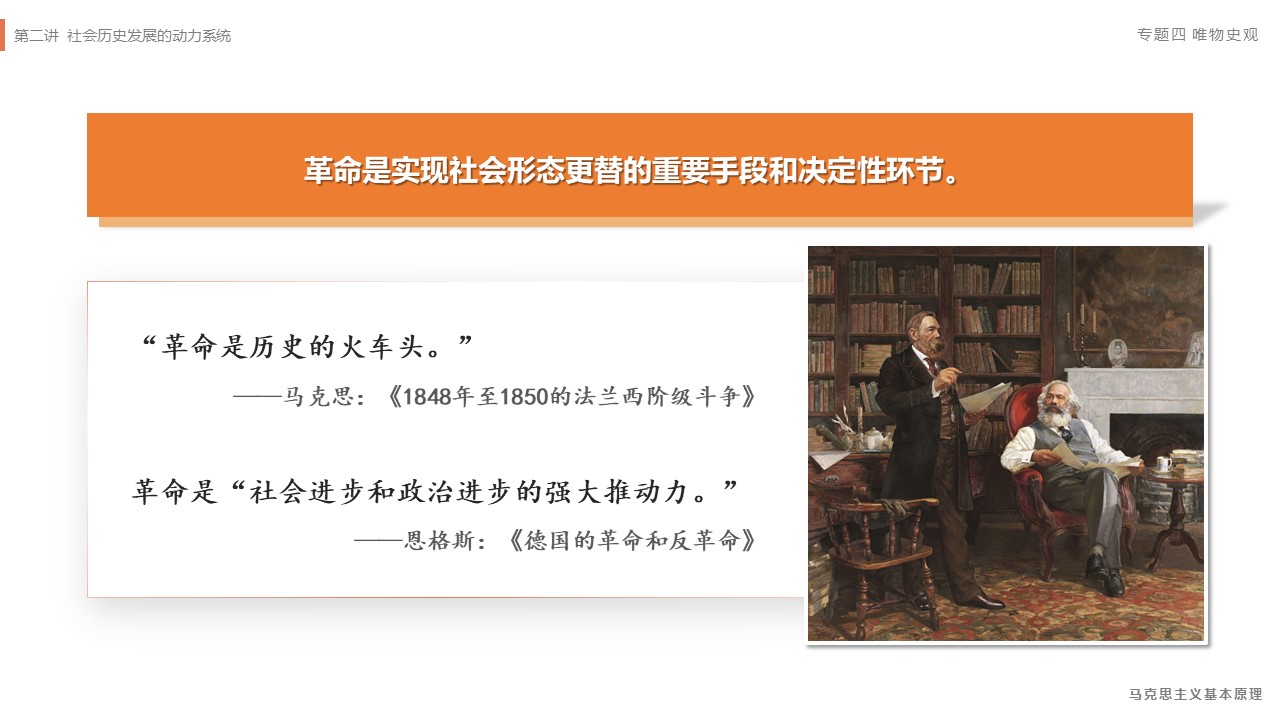 第二讲 社会历史发展的动力系统
专题四 唯物史观
革命是实现社会形态更替的重要手段和决定性环节。
“革命是历史的火车头。”
——马克思：《1848年至1850的法兰西阶级斗争》
革命是“社会进步和政治进步的强大推动力。”
——恩格斯：《德国的革命和反革命》
马克思主义基本原理